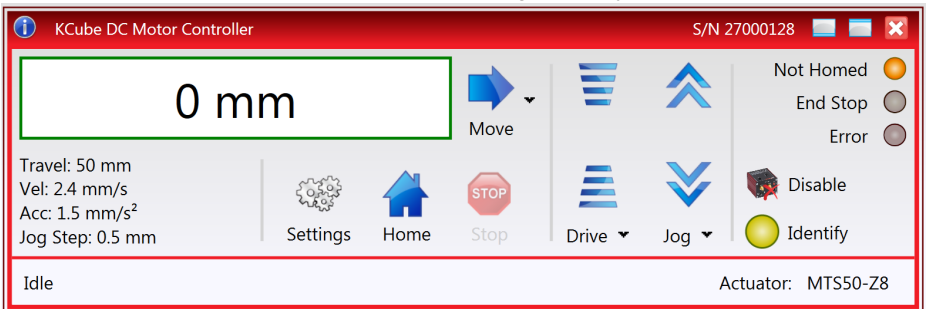 KCube DC Motor Controller
S/N 27000128
0 mm
Move
Not Homed
End Stop
Error
Travel: 50 mm
Vel: 2.4 mm/s
Acc: 1.5 mm/s²
Jog Step: 0.5 mm
Settings
Home
STOP
Stop
Drive
Jog
Disable
Identify
Idle
Actuator: MTS50-Z8